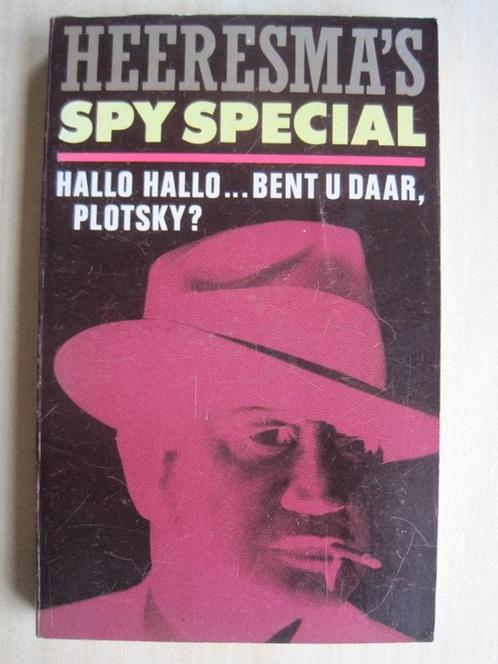 HEERESMA'S
SPY SPECIAL
HALLO HALLO...BENT U DAAR,
PLOTSKY?